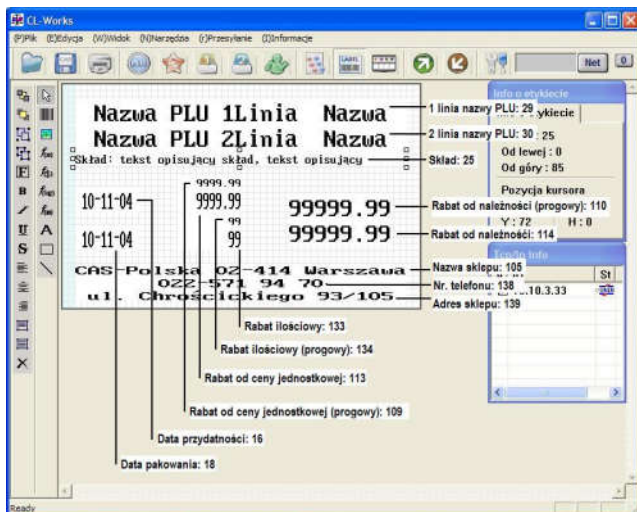 CL-Works
(P)Plik (E)Edycja (W)Widok (N)Narzędzia (r)Przesyłanie (I)Informacje
LABEL
Net
Info o etykiecie
1 linia nazwy PLU: 29
2 linia nazwy PLU: 30
Skład: 25
: 25
Od lewej : 0
Od góry : 85
Pozycja kursora
Y : 72 H : 0
Nazwa PLU 1Linia Nazwa
Nazwa PLU 2Linia Nazwa
Skład: tekst opisujący skład, tekst opisujący
9999.99
10-11-04 9999.99 99999.99
99 99999.99
10-11-04 99
Rabat od należności (progowy): 110
Rabat od należnośći: 114
CAS-Polska 02-414 Warszawa
022-571 94 70
ul. Chrościckiego 93/105
Nazwa sklepu: 105
Nr. telefonu: 138
Adres sklepu: 139
St
10.3.33
Rabat ilościowy: 133
Rabat ilościowy (progowy): 134
Rabat od ceny jednostkowej: 113
Rabat od ceny jednostkowej (progowy): 109
Data przydatności: 16
Data pakowania: 18
Ready